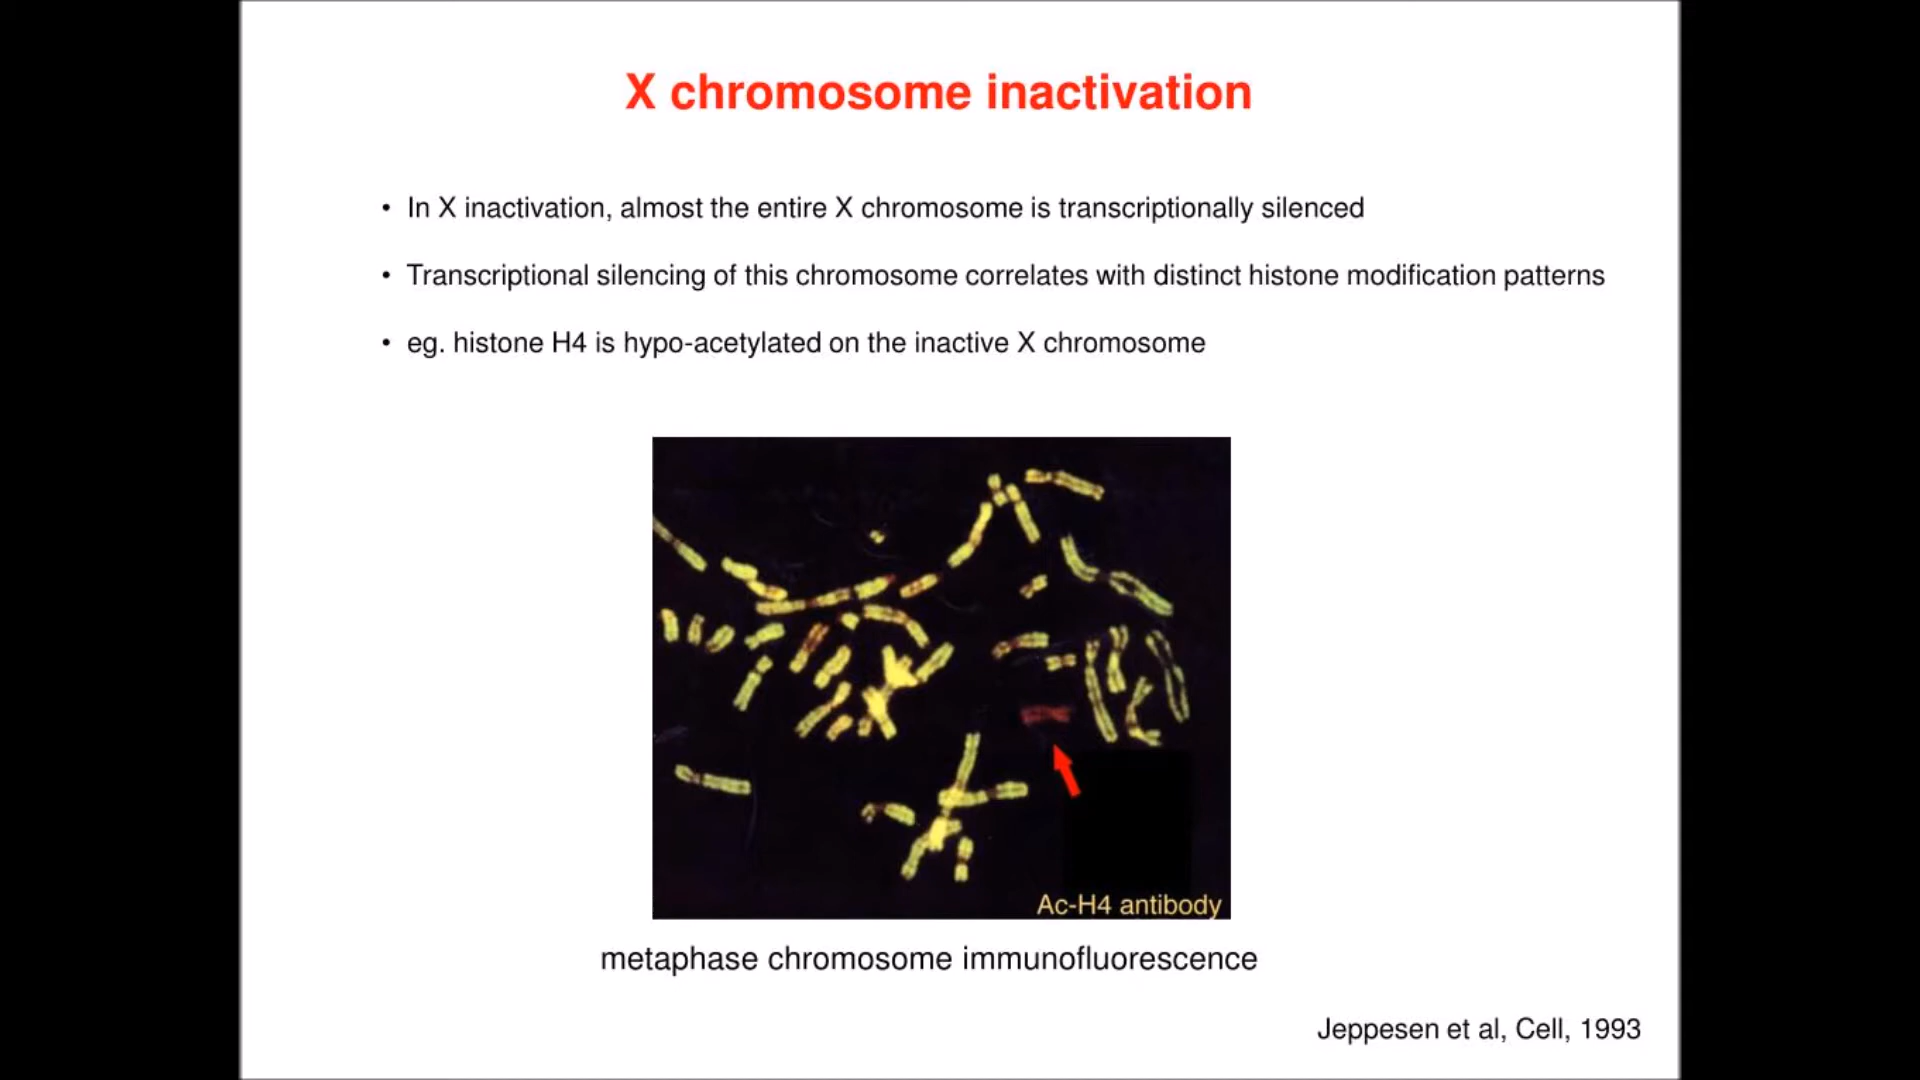 X chromosome inactivation
• In X inactivation, almost the entire X chromosome is transcriptionally silenced
• Transcriptional silencing of this chromosome correlates with distinct histone modification patterns
• eg. histone H4 is hypo-acetylated on the inactive X chromosome
Ac-H4 antibody
metaphase chromosome immunofluorescence
Jeppesen et al, Cell, 1993